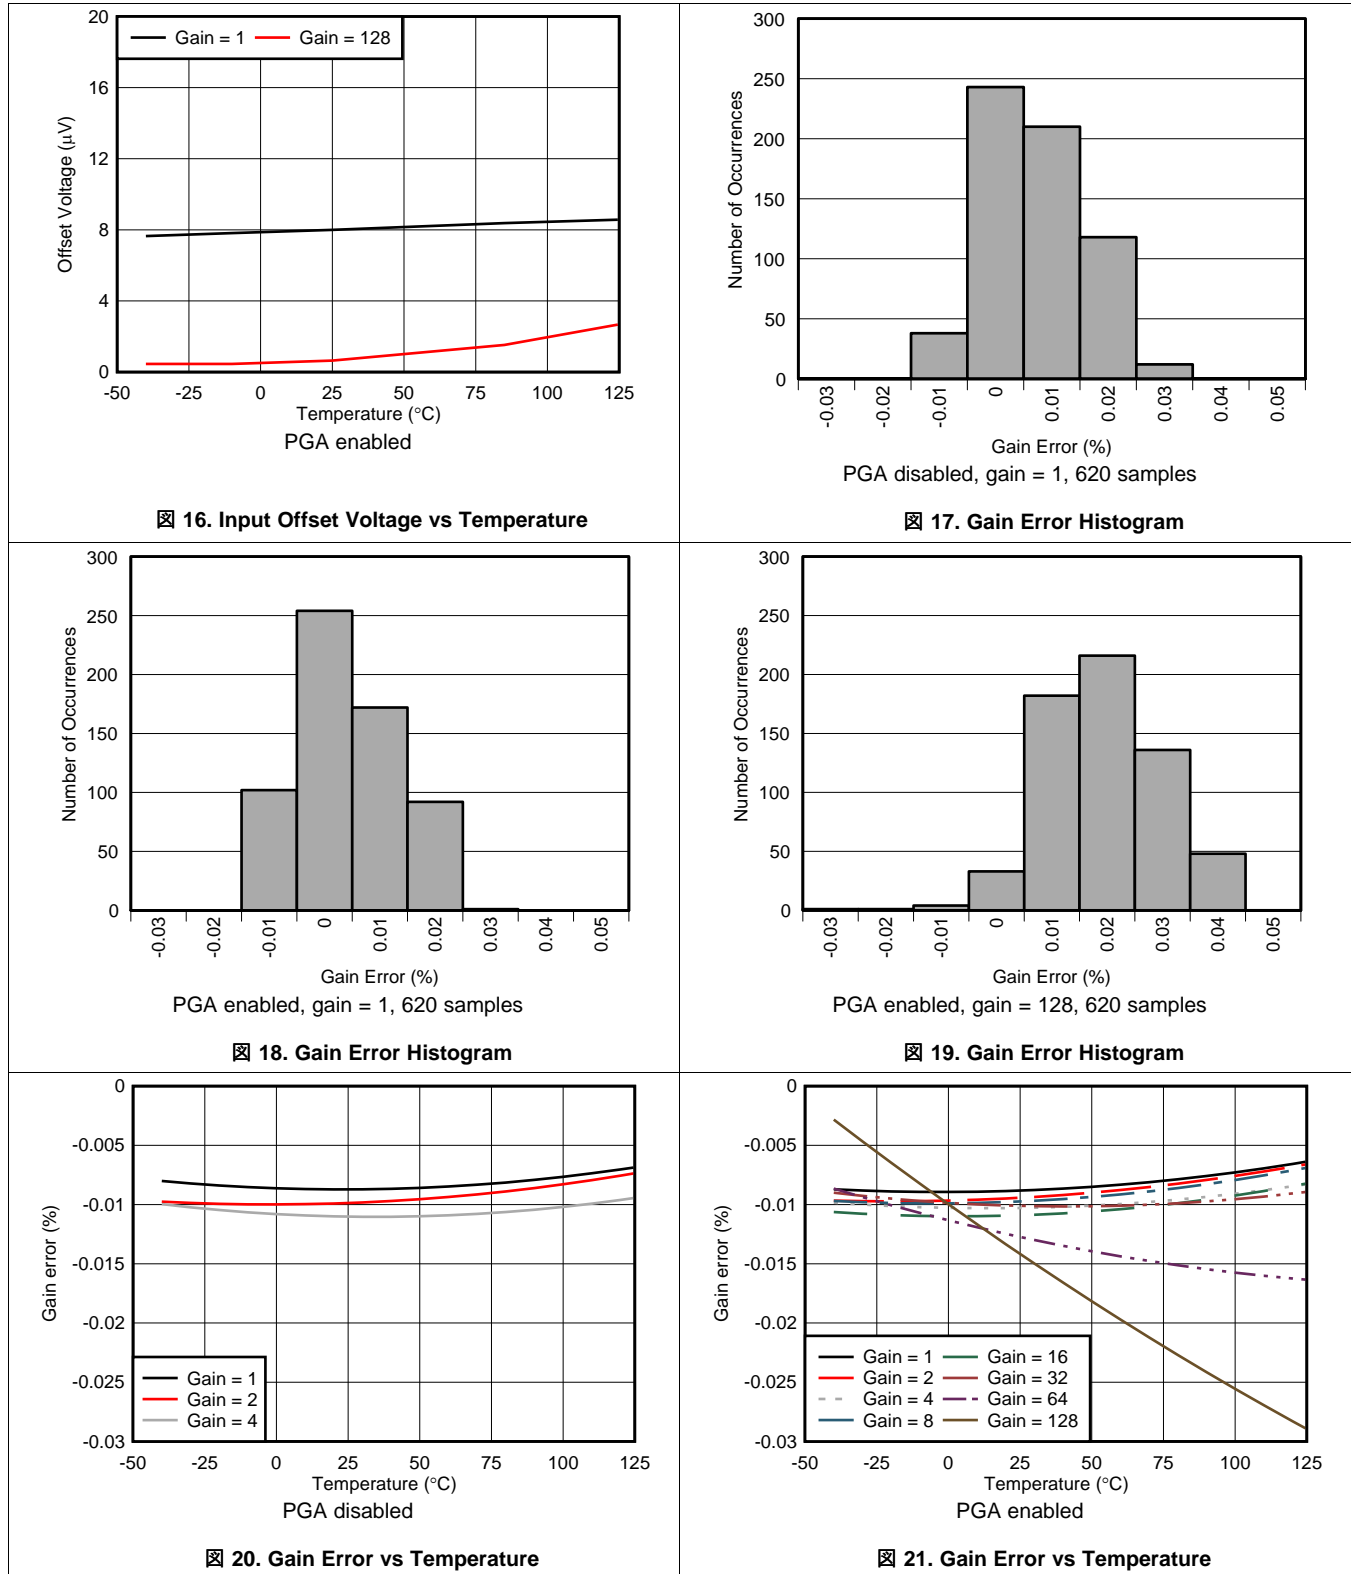 20
16
12
8
4
0
Offset Voltage (μV)
Gain = 1
Gain = 128
-50
-25
0
25
50
75
100
125
Temperature (°C)
PGA enabled
図 16. Input Offset Voltage vs Temperature
300
250
200
150
100
50
0
Number of Occurrences
-0.03
-0.02
-0.01
0
0.01
0.02
0.03
0.04
0.05
Gain Error (%)
PGA disabled, gain = 1, 620 samples
図 17. Gain Error Histogram
300
250
200
150
100
50
0
Number of Occurrences
-0.03
-0.02
-0.01
0
0.01
0.02
0.03
0.04
0.05
Gain Error (%)
PGA enabled, gain = 1, 620 samples
図 18. Gain Error Histogram
300
250
200
150
100
50
0
Number of Occurrences
-0.03
-0.02
-0.01
0
0.01
0.02
0.03
0.04
0.05
Gain Error (%)
PGA enabled, gain = 128, 620 samples
図 19. Gain Error Histogram
0
-0.005
-0.01
-0.015
-0.02
-0.025
-0.03
Gain error (%)
Gain = 1
Gain = 2
Gain = 4
-50
-25
0
25
50
75
100
125
Temperature (°C)
PGA disabled
図 20. Gain Error vs Temperature
0
-0.005
-0.01
-0.015
-0.02
-0.025
-0.03
Gain error (%)
Gain = 1
Gain = 2
Gain = 4
Gain = 8
Gain = 16
Gain = 32
Gain = 64
Gain = 128
-50
-25
0
25
50
75
100
125
Temperature (°C)
PGA enabled
図 21. Gain Error vs Temperature